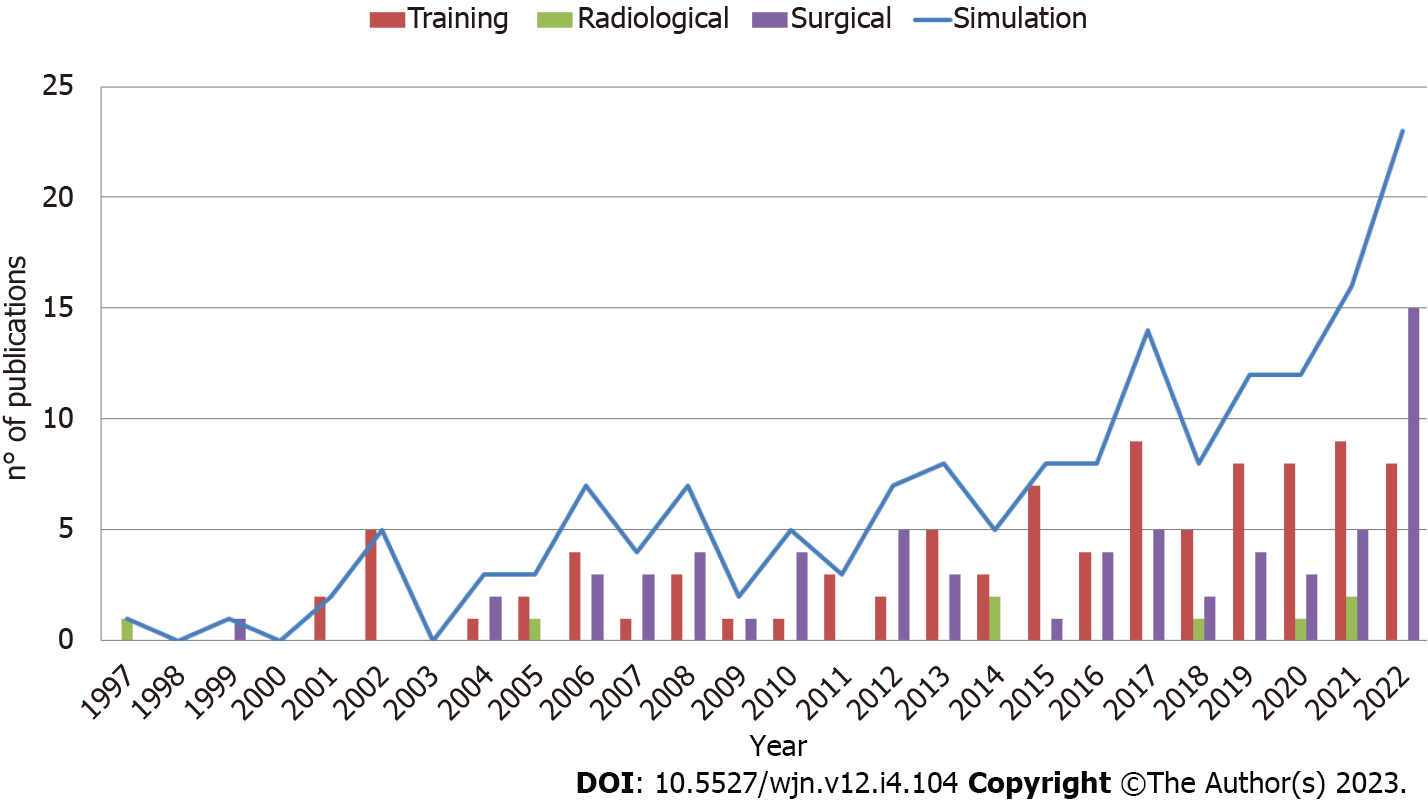 Training Radiological Surgical Simulation
25
20
15
10
5
0
n° of publications
1997 1998 1999 2000 2001 2002 2003 2004 2005 2006 2007 2008 2009 2010 2011 2012 2013 2014 2015 2016 2017 2018 2019 2020 2021 2022
Year
DOI: 10.5527/wjn.v12.i4.104 Copyright ©The Author(s) 2023.